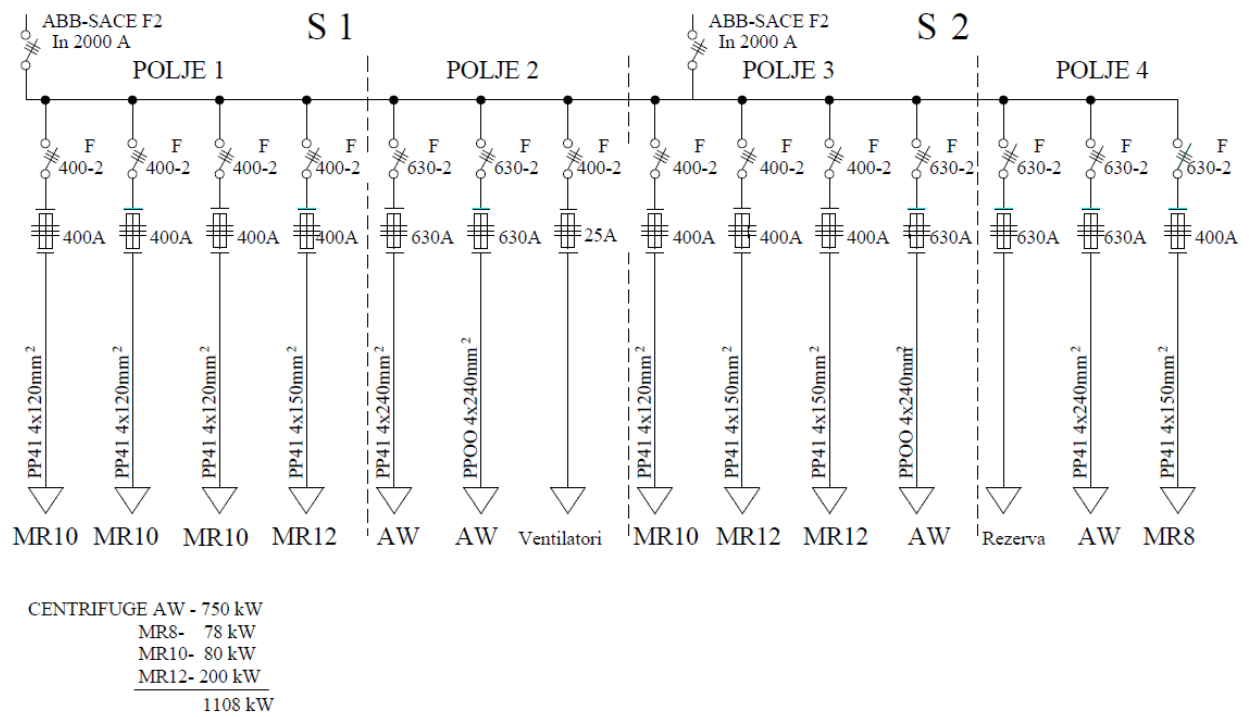 ABB-SACE F2
In 2000 A
S 1
ABB-SACE F2
In 2000 A
S 2
POLJE 1
POLJE 2
POLJE 3
POLJE 4
F
400-2
F
400-2
F
400-2
F
400-2
F
630-2
F
630-2
F
400-2
F
400-2
F
400-2
F
400-2
F
630-2
F
630-2
F
630-2
F
630-2
400A
400A
400A
400A
630A
630A
25A
400A
400A
400A
630A
630A
630A
400A
PP41 4x120mm²
PP41 4x120mm²
PP41 4x120mm²
PP41 4x150mm²
PP41 4x240mm²
PPOO 4x240mm²
PP41 4x120mm²
PP41 4x150mm²
PP41 4x150mm²
PPOO 4x240mm²
PP41 4x240mm²
PP41 4x150mm²
MR10
MR10
MR10
MR12
AW
AW
Ventilatori
MR10
MR12
MR12
AW
Rezerva
AW
MR8
CENTRIFUGE AW - 750 kW
MR8- 78 kW
MR10- 80 kW
MR12- 200 kW
1108 kW